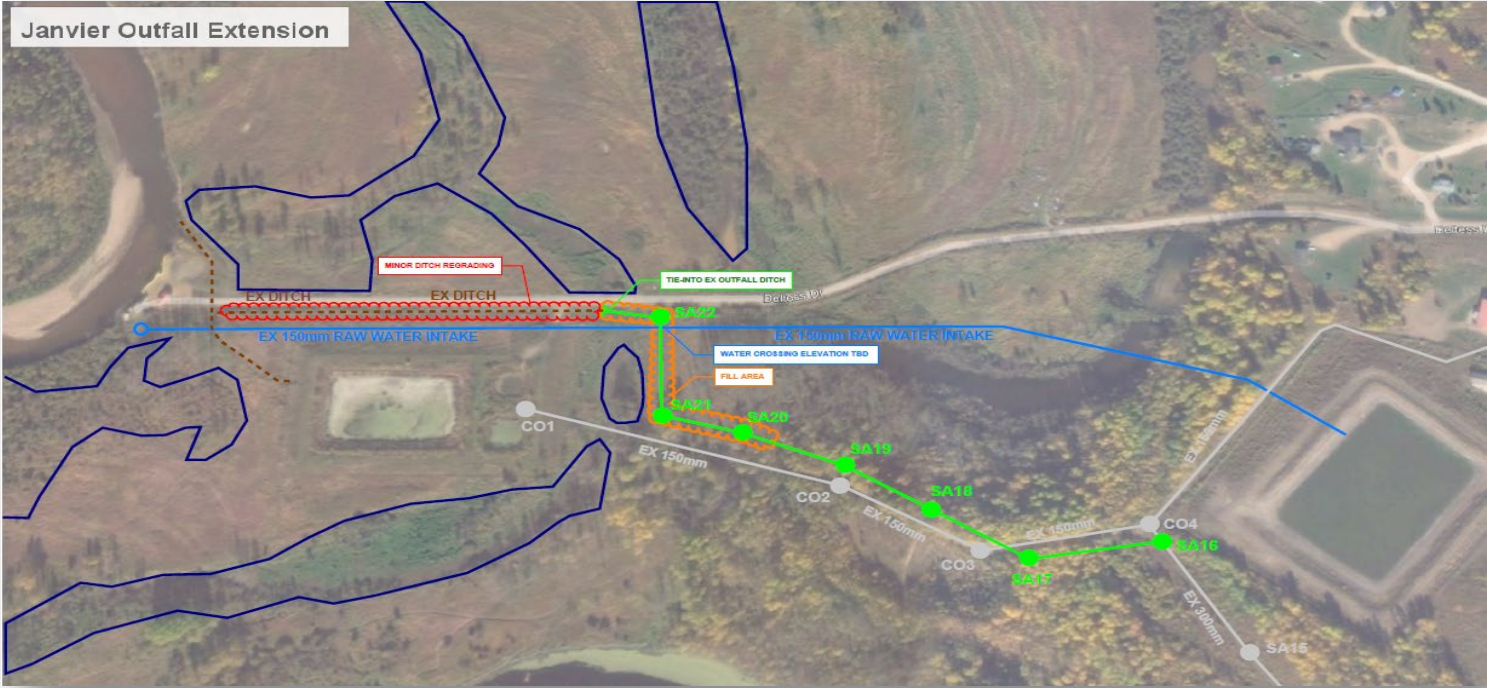 Janvier Outfall Extension
MINOR DITCH REGRADING
TIE-INTO EX OUTFALL DITCH
EX DITCH
EX DITCH
SA22
EX 150mm RAW WATER INTAKE
EX 150mm RAW WATER INTAKE
WATER CROSSING ELEVATION TBD
FILL AREA
SA21
SA20
CO1
EX 150mm
SA19
CO2
SA18
EX 150mm
EX 150mm
EX 150mm
CO4
CO3
SA17
SA16
EX 300mm
SA15